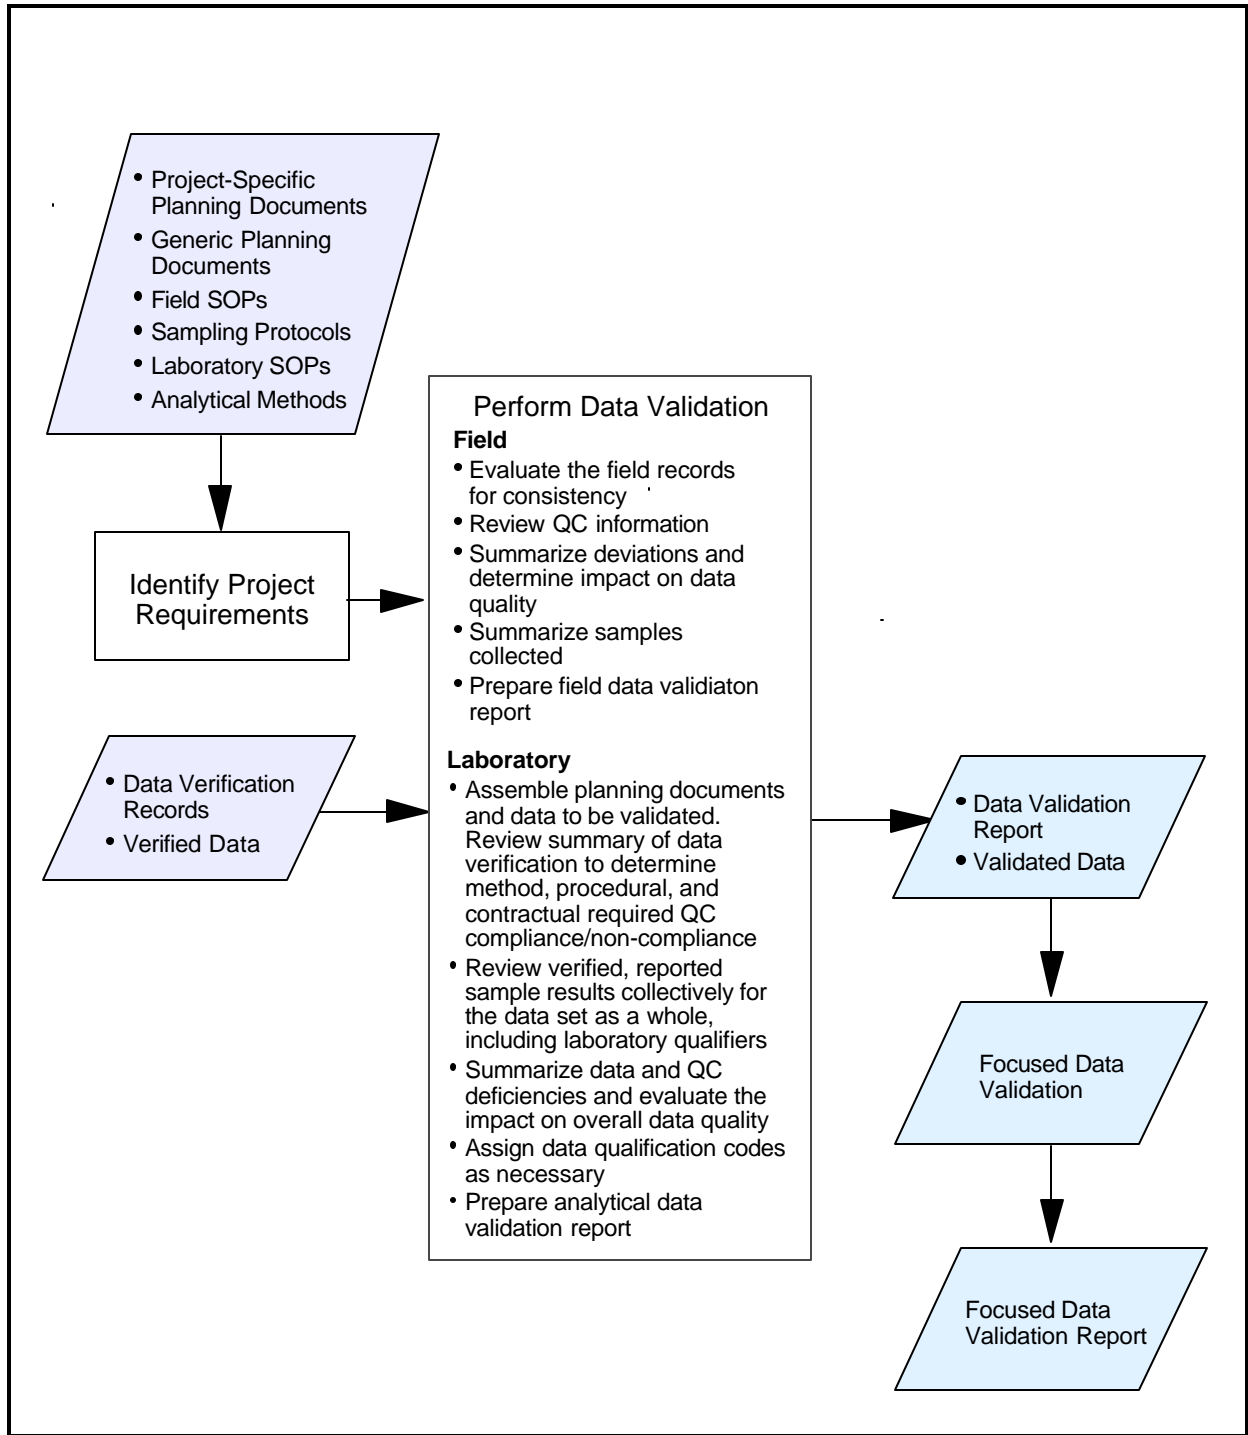 • Project-Specific
Planning Documents
• Generic Planning
Documents
• Field SOPs
• Sampling Protocols
• Laboratory SOPs
• Analytical Methods
Identify Project
Requirements
• Data Verification
Records
• Verified Data
Perform Data Validation
Field
• Evaluate the field records
for consistency
• Review QC information
• Summarize deviations and
determine impact on data
quality
• Summarize samples
collected
• Prepare field data validiaton
report
Laboratory
• Assemble planning documents
and data to be validated.
Review summary of data
verification to determine
method, procedural, and
contractual required QC
compliance/non-compliance
• Review verified, reported
sample results collectively for
the data set as a whole,
including laboratory qualifiers
• Summarize data and QC
deficiencies and evaluate the
impact on overall data quality
• Assign data qualification codes
as necessary
• Prepare analytical data
validation report
• Data Validation
Report
• Validated Data
Focused Data
Validation
Focused Data
Validation Report